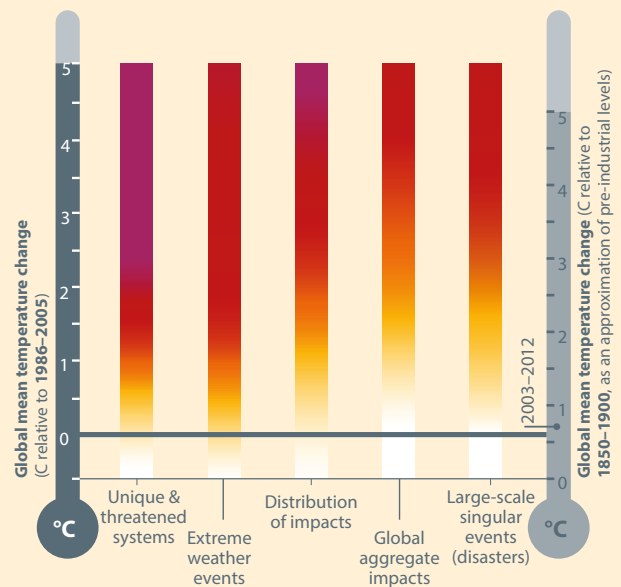 5
4
3
2
1
0
°C
Global mean temperature change
(C relative to 1986–2005)
Unique &
threatened
systems
Extreme
weather
events
Distribution
of impacts
Global
aggregate
impacts
Large-scale
singular
events
(disasters)
2003–2012
5
4
3
2
1
0
°C
Global mean temperature change (C relative to
1850–1900, as an approximation of pre-industrial levels)